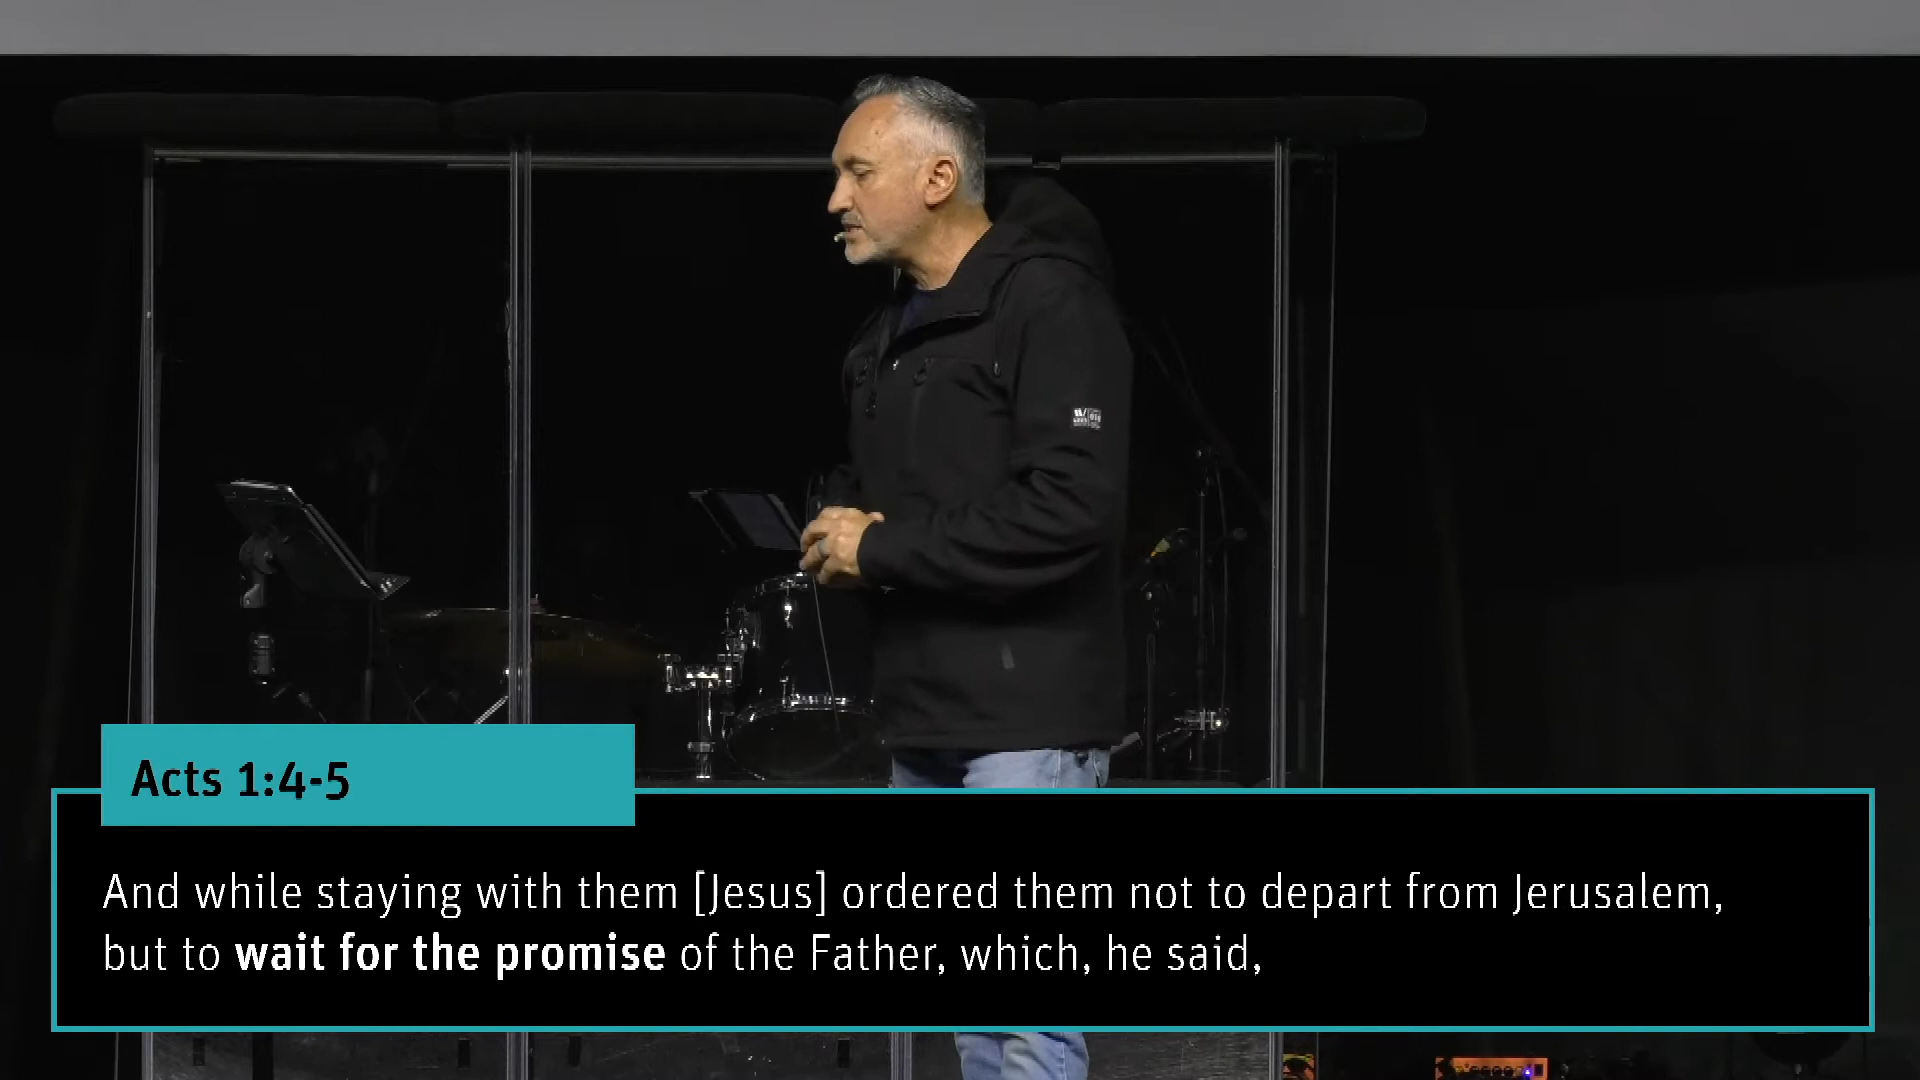 Acts 1:4-5
And while staying with them [Jesus] ordered them not to depart from Jerusalem,
but to wait for the promise of the Father, which, he said,